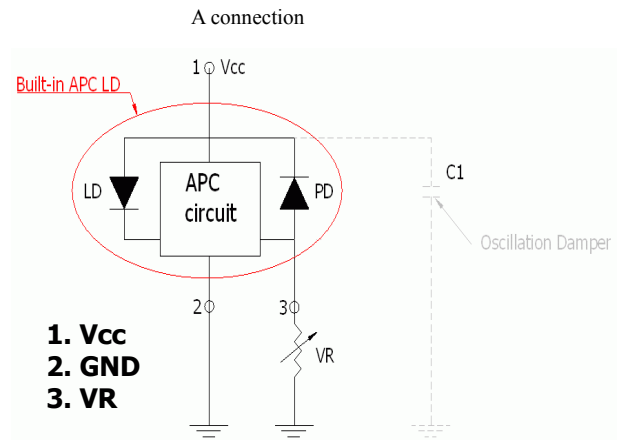 A connection
1 Vcc
Built-in APC LD
LD
APC
circuit
PD
C1
Oscillation Damper
2
3
VR
1. Vcc
2. GND
3. VR